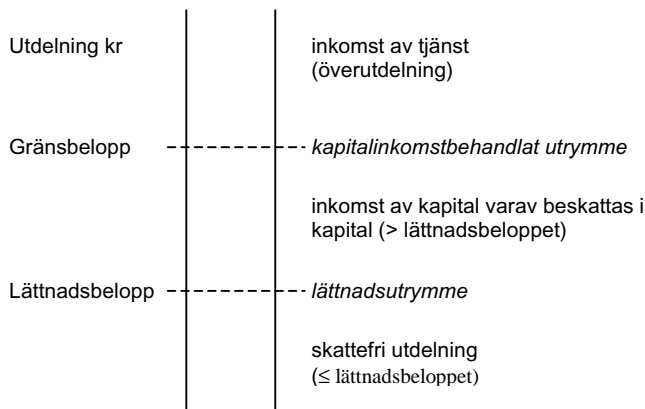 Utdelning kr
inkomst av tjänst
(överutdelning)
Gränsbelopp
kapitalinkomstbehandlat utrymme
inkomst av kapital varav beskattas i
kapital (> lättnadsbeloppet)
Lättnadsbelopp
lättnadsutrymme
skattefri utdelning
(≤ lättnadsbeloppet)